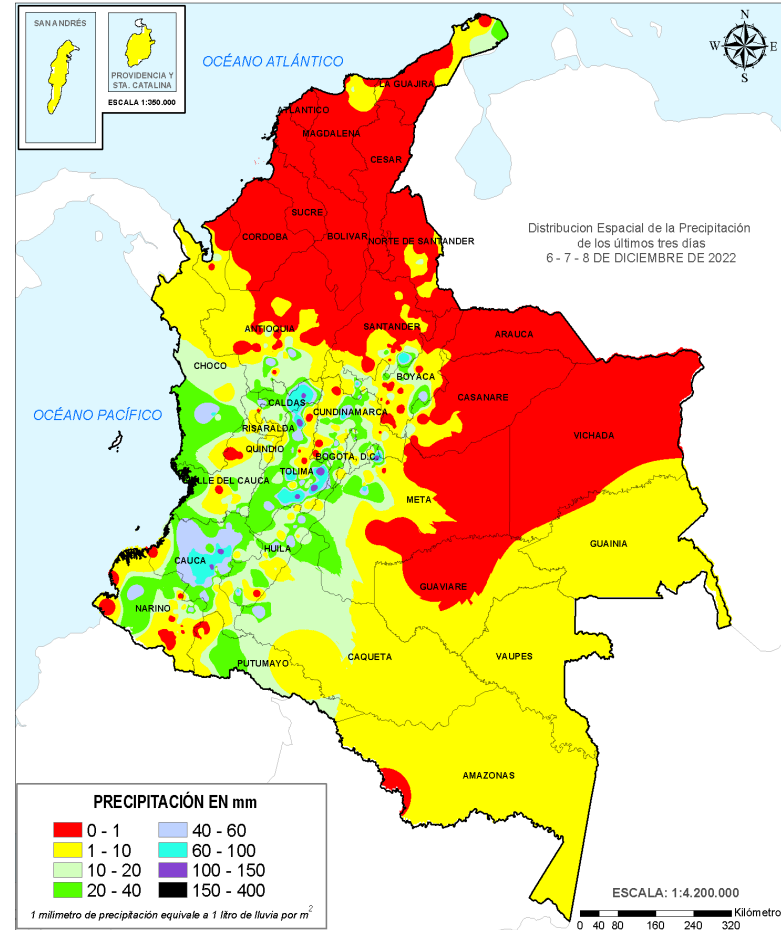 SAN ANDRÉS
PROVIDENCIA Y
STA. CATALINA
ESCALA 1:350.000
OCÉANO ATLÁNTICO
N
W
E
S
LA GUAJIRA
ATLANTICO
MAGDALENA
CESAR
SUCRE
CORDOBA
BOLIVAR
NORTE DE SANTANDER
Distribucion Espacial de la Precipitación
de los últimos tres días
6 - 7 - 8 DE DICIEMBRE DE 2022
ANTIOQUIA
SANTANDER
ARAUCA
CHOCO
BOYACA
CASANARE
OCÉANO PACÍFICO
CALDAS
CUNDINAMARCA
RISARALDA
VICHADA
QUINDIO
BOGOTA, D.C.
TOLIMA
VALLE DEL CAUCA
META
GUAINIA
CAUCA
HUILA
GUAVIARE
NARINO
PUTUMAYO
CAQUETA
VAUPES
AMAZONAS
PRECIPITACIÓN EN mm
0 - 1
40 - 60
1 - 10
60 - 100
10 - 20
100 - 150
20 - 40
150 - 400
1 milimetro de precipitación equivale a 1 litro de lluvia por m²
ESCALA: 1:4.200.000
Kilómetro
0 40 80 160 240 320